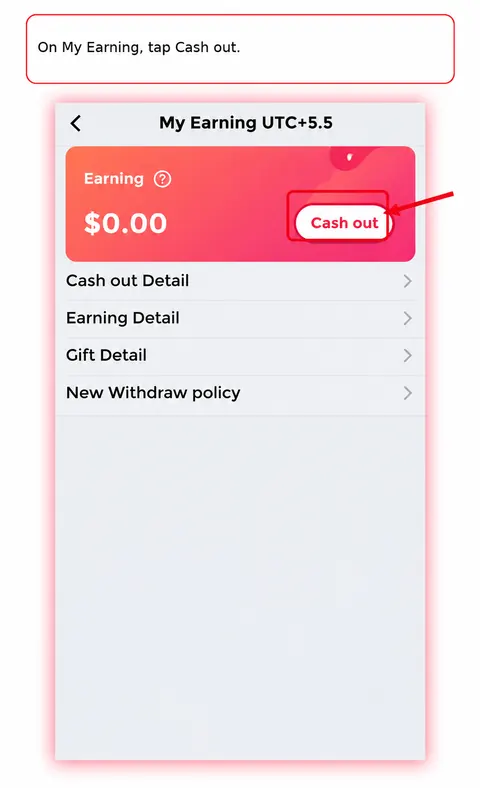 On My Earning, tap Cash out.
My Earning UTC+5.5
Earning ?
$0.00
Cash out
Cash out Detail
Earning Detail
Gift Detail
New Withdraw policy